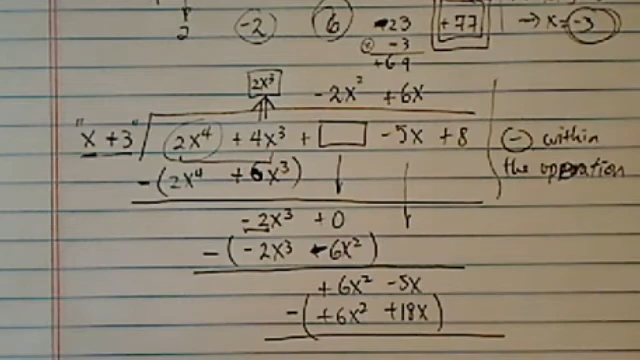 2 -2 6 -23 +77 → x = -3
+ -3
+69
2x³ -2x² +6x
"x + 3" 2x⁴ + 4x³ + □ -5x +8 (-) within
-(2x⁴ + 6x³) the operation
-2x³ +0
-(-2x³ -6x²)
+6x² -5x
-(+6x² +18x)